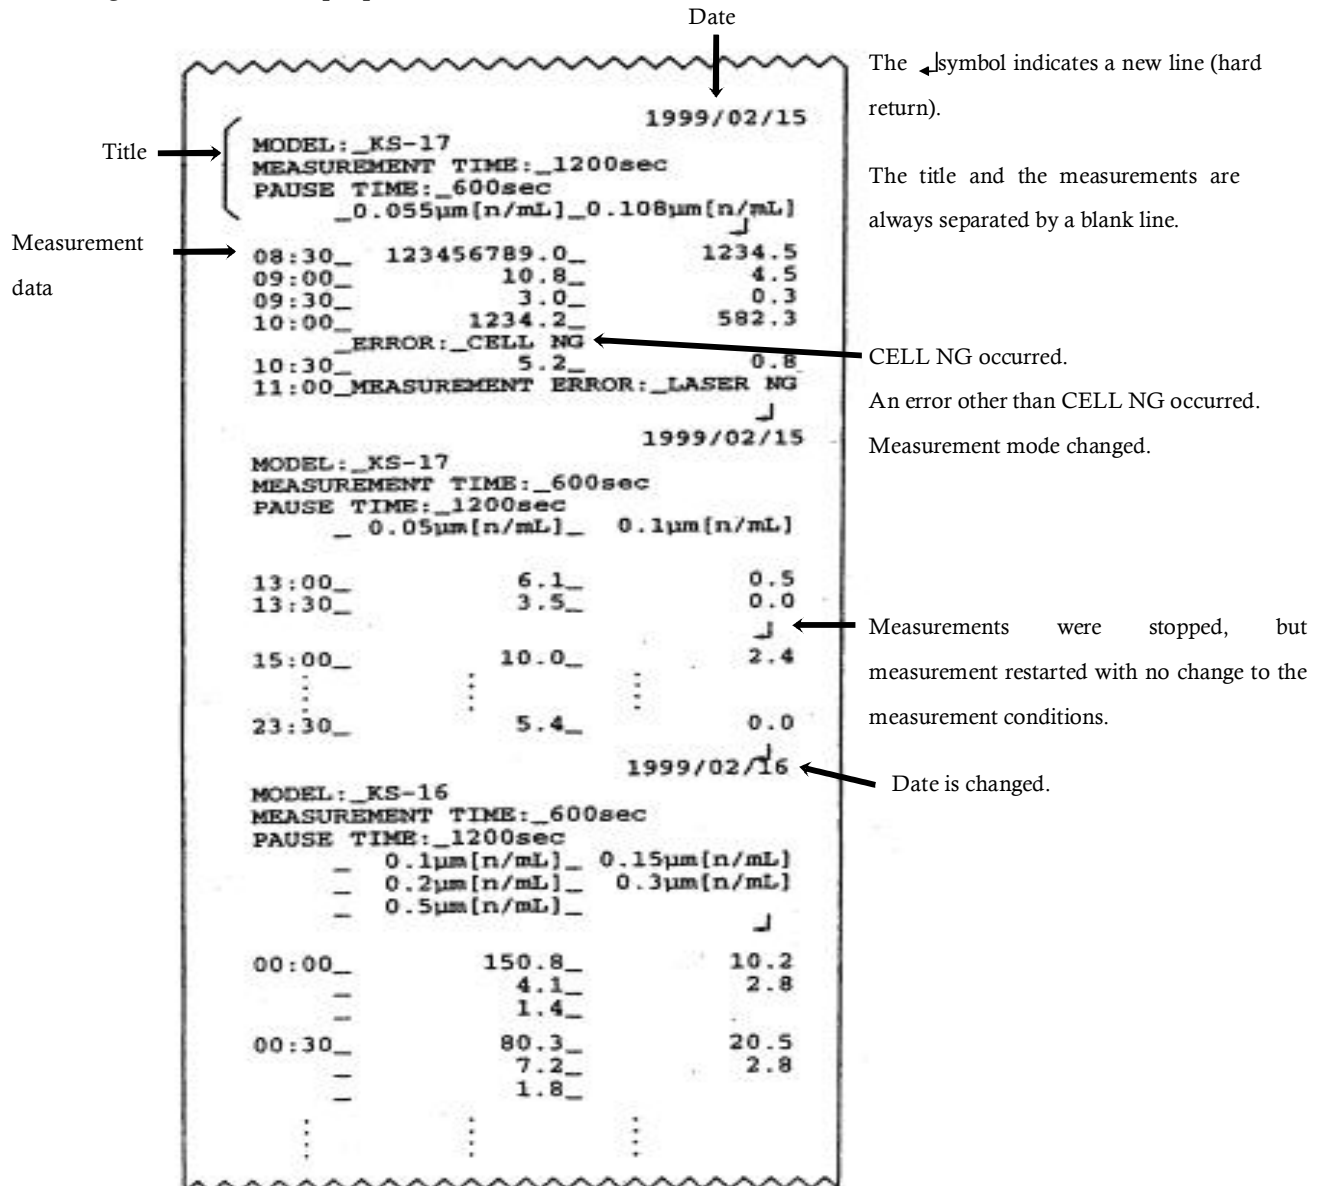 Date
The ↲symbol indicates a new line (hard
return).
1999/02/15
Title
MODEL:_KS-17
MEASUREMENT TIME:_1200sec
PAUSE TIME:_600sec
_0.055µm[n/mL]_0.108µm[n/mL]
↲
The title and the measurements are
always separated by a blank line.
Measurement
data
08:30_ 123456789.0_ 1234.5
09:00_ 10.8_ 4.5
09:30_ 3.0_ 0.3
10:00_ 1234.2_ 582.3
_ERROR:_CELL NG
10:30_ 5.2_ 0.8
11:00_MEASUREMENT ERROR:_LASER NG
↲
CELL NG occurred.
An error other than CELL NG occurred.
Measurement mode changed.
1999/02/15
MODEL:_KS-17
MEASUREMENT TIME:_600sec
PAUSE TIME:_1200sec
_ 0.05µm[n/mL]_ 0.1µm[n/mL]
13:00_ 6.1_ 0.5
13:30_ 3.5_ 0.0
↲
Measurements were stopped, but
measurement restarted with no change to the
measurement conditions.
15:00_ 10.0_ 2.4
23:30_ 5.4_ 0.0
↲
1999/02/16
Date is changed.
MODEL:_KS-16
MEASUREMENT TIME:_600sec
PAUSE TIME:_1200sec
_ 0.1µm[n/mL]_ 0.15µm[n/mL]
_ 0.2µm[n/mL]_ 0.3µm[n/mL]
_ 0.5µm[n/mL]_
↲
00:00_ 150.8_ 10.2
_ 4.1_ 2.8
_ 1.4_
00:30_ 80.3_ 20.5
_ 7.2_ 2.8
_ 1.8_